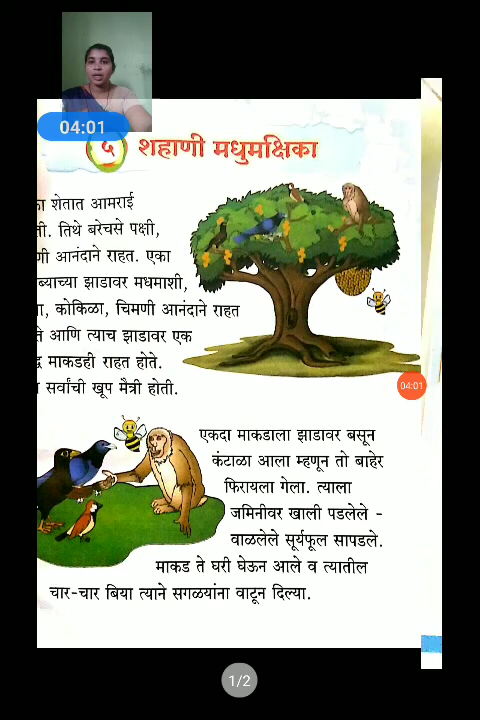 04:01
५ शहाणी मधुमक्षिका
शेतात आमराई
ती. तिथे बरेचसे पक्षी,
णी आनंदाने राहत. एका
ब्याच्या झाडावर मधमाशी,
कोकिळा, चिमणी आनंदाने राहत
ते आणि त्याच झाडावर एक
द्ध माकडही राहत होते.
सर्वांची खूप मैत्री होती.
04:01
एकदा माकडाला झाडावर बसून
कंटाळा आला म्हणून तो बाहेर
फिरायला गेला. त्याला
जमिनीवर खाली पडलेले -
वाळलेले सूर्यफूल सापडले.
माकड ते घरी घेऊन आले व त्यातील
चार-चार बिया त्याने सगळयांना वाटून दिल्या.
1/2